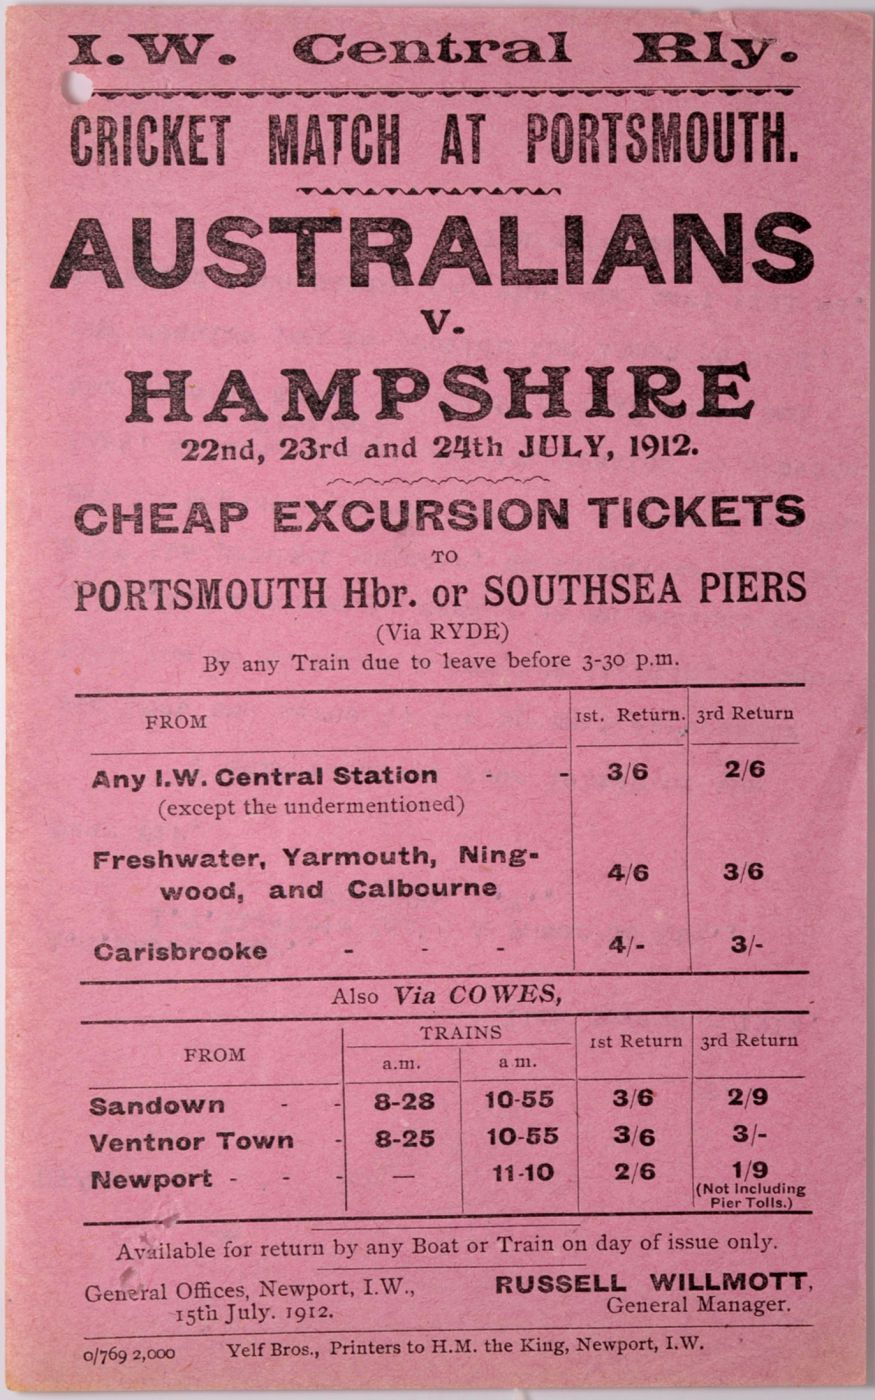 I.W. Central Rly.
CRICKET MATCH AT PORTSMOUTH.
AUSTRALIANS
V.
HAMPSHIRE
22nd, 23rd and 24th JULY, 1912.
CHEAP EXCURSION TICKETS
TO
PORTSMOUTH Hbr. or SOUTHSEA PIERS
(Via RYDE)
By any Train due to leave before 3-30 p.m.
FROM 1st. Return. 3rd Return
Any I.W. Central Station - - 3/6 2/6
(except the undermentioned)
Freshwater, Yarmouth, Ning-
wood, and Calbourne 4/6 3/6
Carisbrooke - - - 4/- 3/-
Also Via COWES,
FROM TRAINS 1st Return 3rd Return
a.m. a m.
Sandown - - 8-28 10-55 3/6 2/9
Ventnor Town - 8-25 10-55 3/6 3/-
Newport - - - — 11-10 2/6 1/9
(Not Including
Pier Tolls.)
Available for return by any Boat or Train on day of issue only.
General Offices, Newport, I.W., RUSSELL WILLMOTT,
15th July. 1912. General Manager.
0/769 2,000 Yelf Bros., Printers to H.M. the King, Newport, I.W.